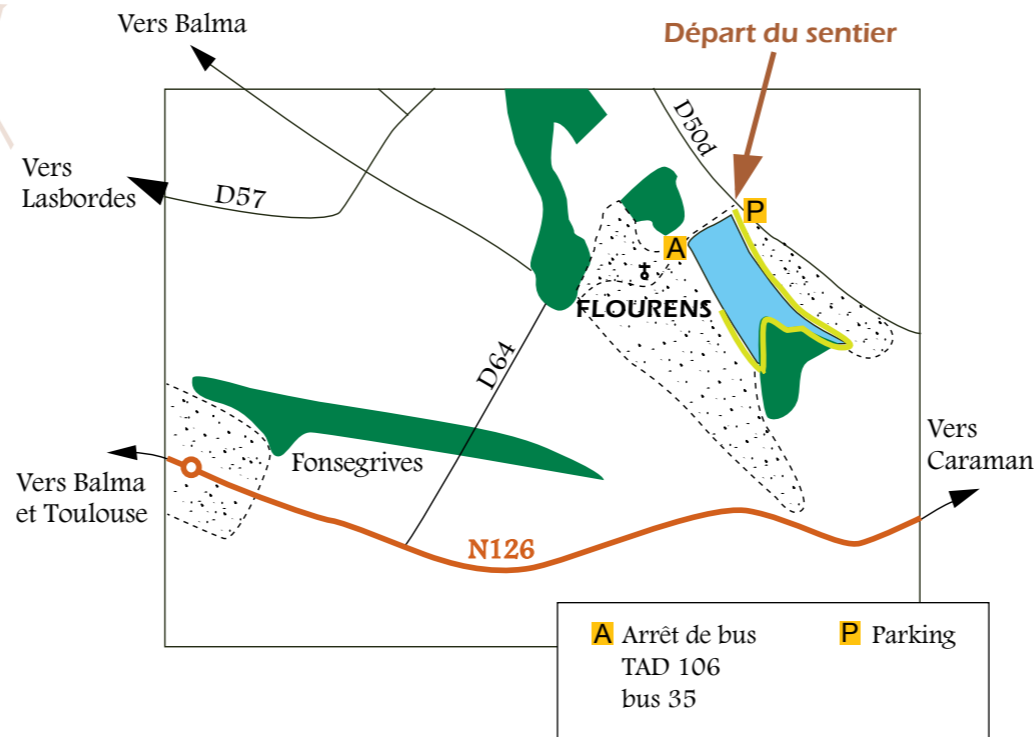 Vers Balma
Départ du sentier
D50d
Vers
Lasbordes
D57
P
A
FLOURENS
D64
Fonsegrives
Vers
Caraman
Vers Balma
et Toulouse
N126
A Arrêt de bus
TAD 106
bus 35
P Parking